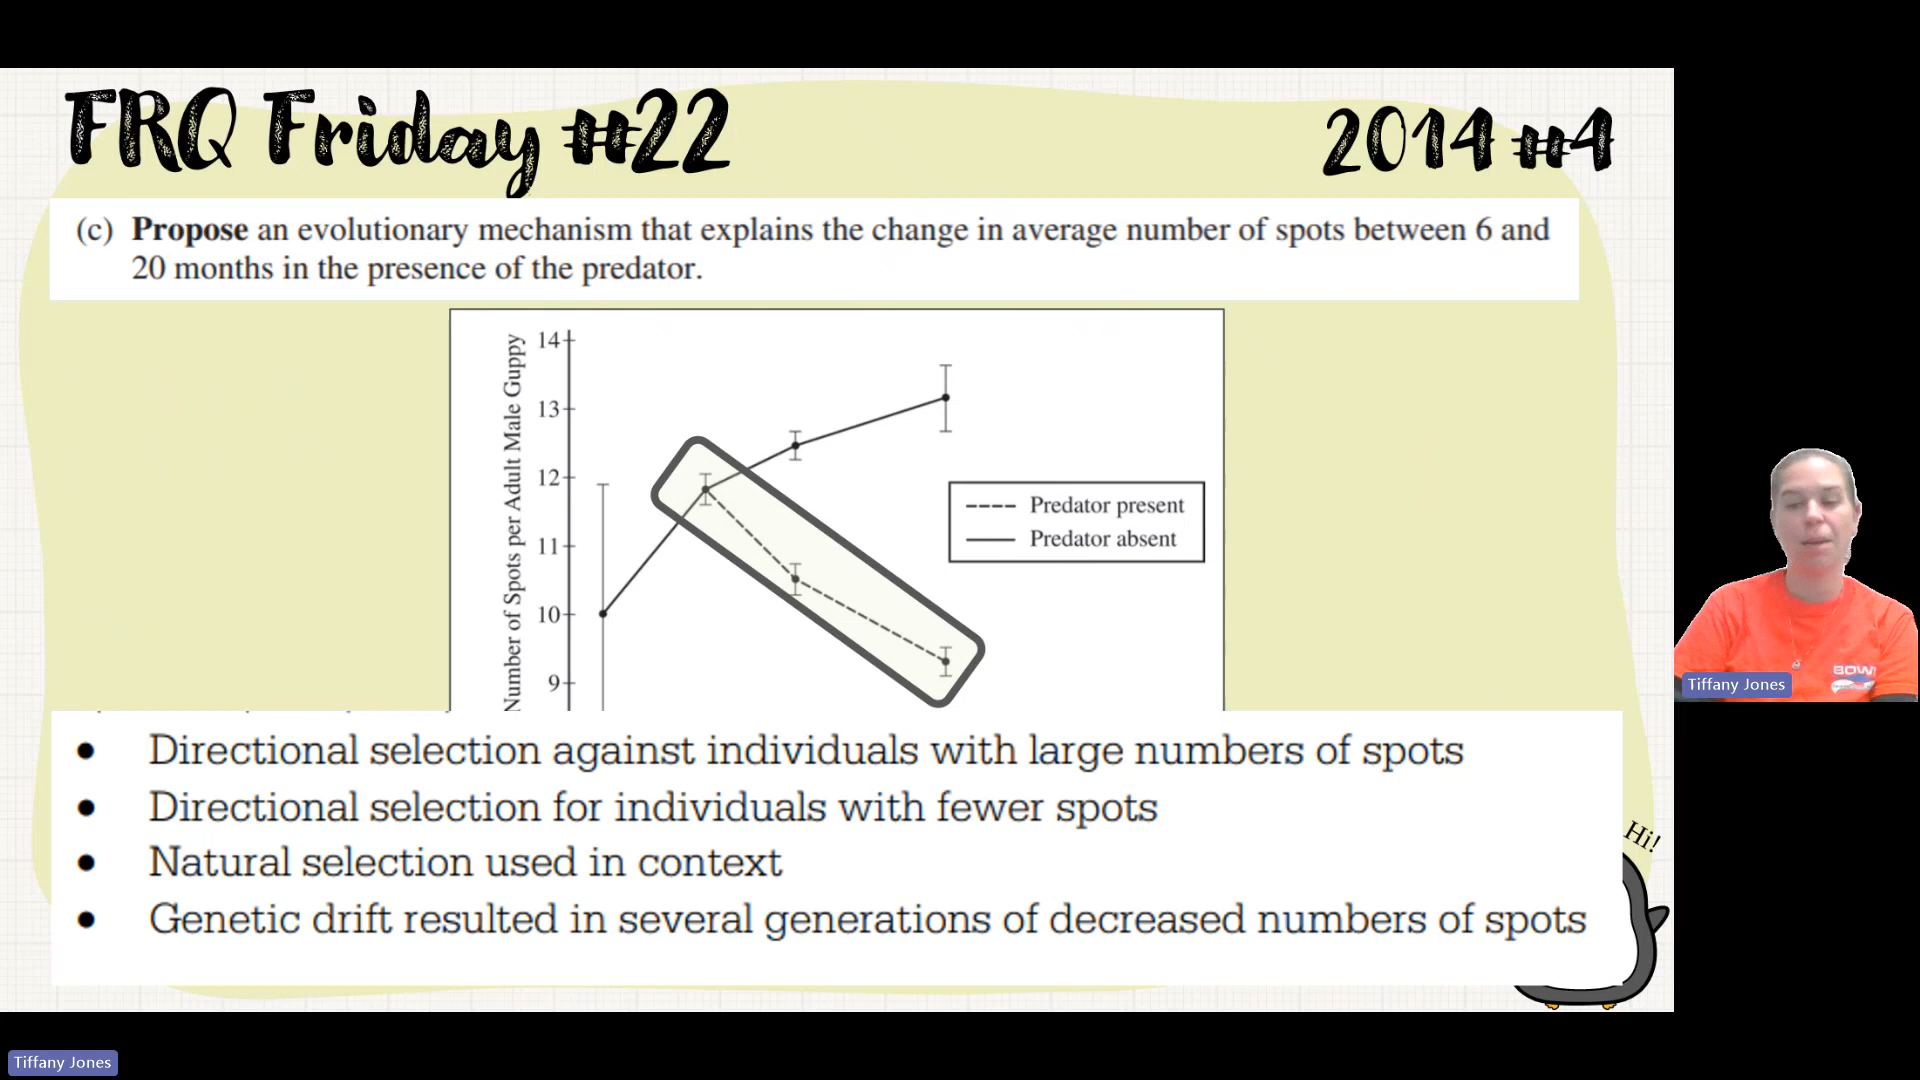 FRQ Friday #22
2014 #4
(c) Propose an evolutionary mechanism that explains the change in average number of spots between 6 and
20 months in the presence of the predator.
Number of Spots per Adult Male Guppy
14
13
12
11
10
9
Predator present
Predator absent
• Directional selection against individuals with large numbers of spots
• Directional selection for individuals with fewer spots
• Natural selection used in context
• Genetic drift resulted in several generations of decreased numbers of spots
Hi!
BOW
Tiffany Jones
Tiffany Jones